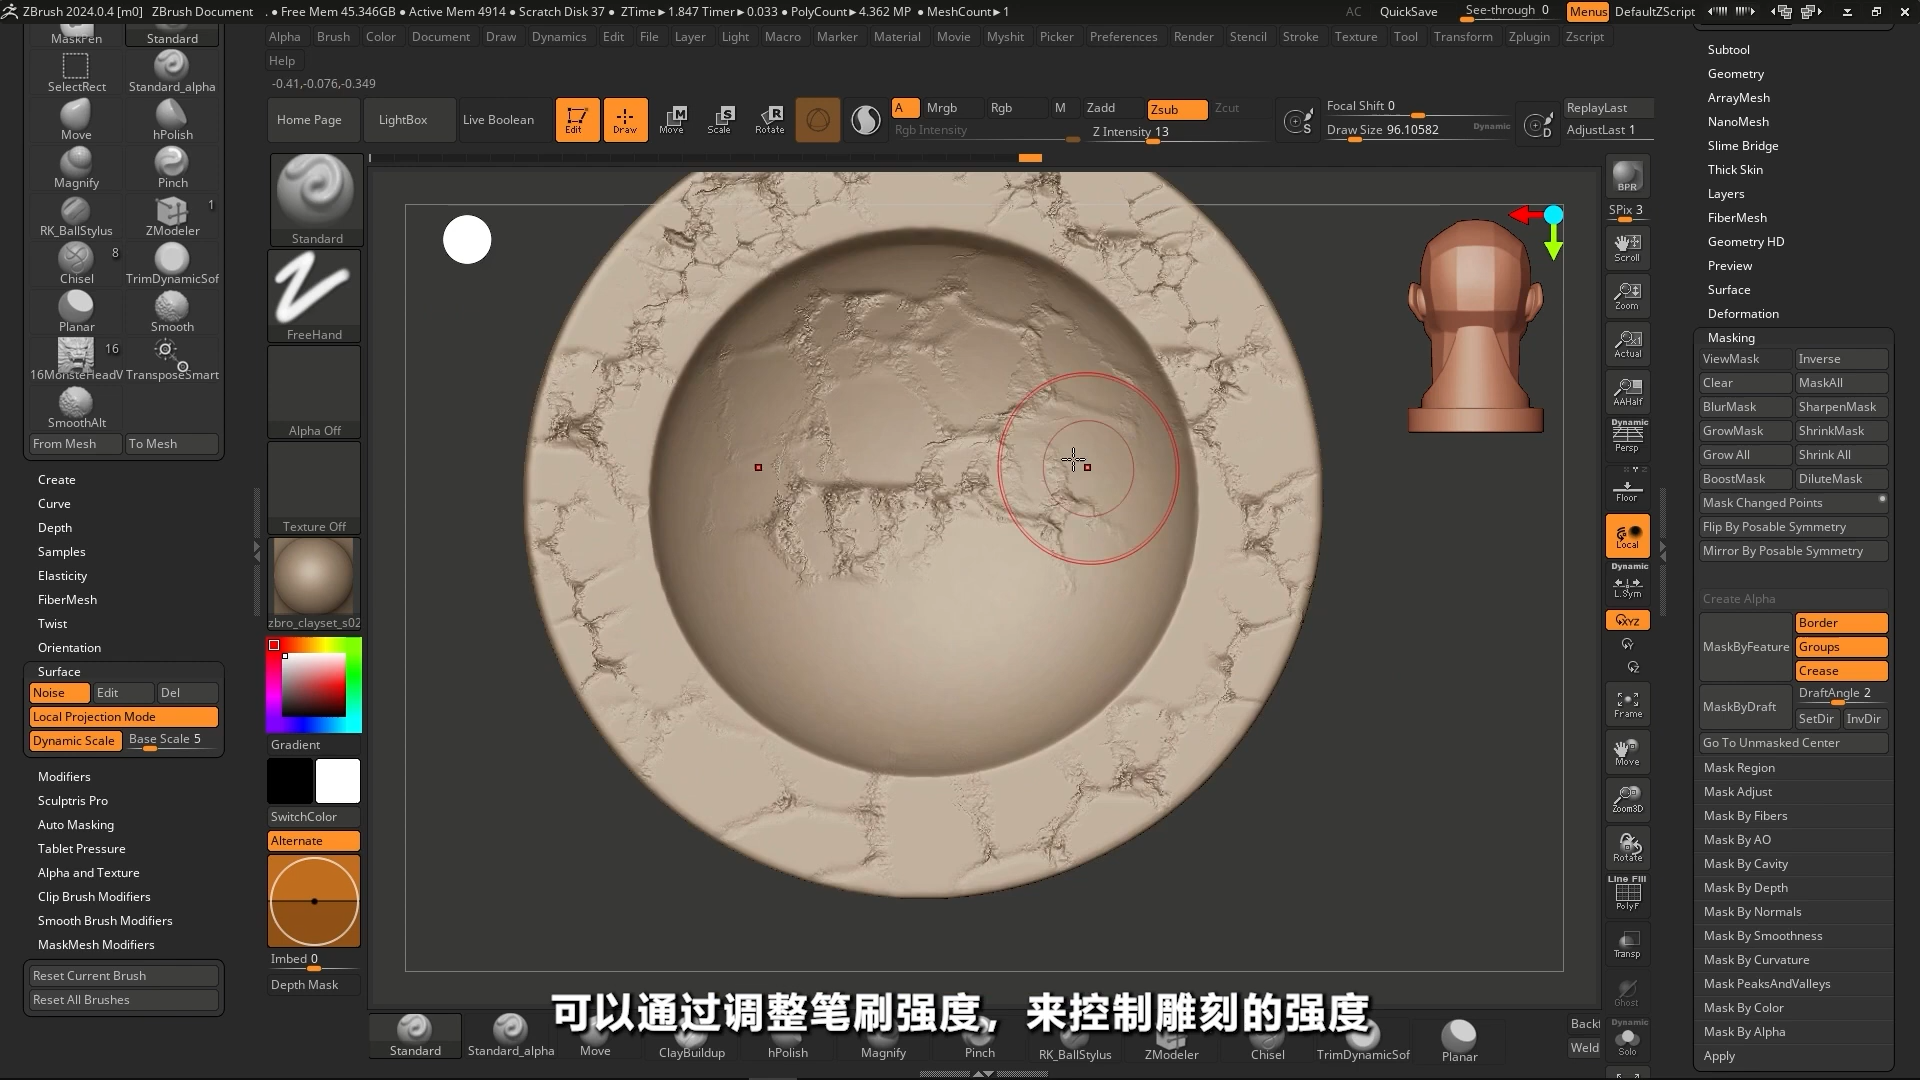 ZBrush 2024.0.4 [m0] ZBrush Document . ● Free Mem 45.346GB ● Active Mem 4914 ● Scratch Disk 37 ● ZTime►1.847 Timer►0.033 ● PolyCount►4.362 MP ● MeshCount►1 AC QuickSave See-through 0 Menus DefaultZScript
Alpha Brush Color Document Draw Dynamics Edit File Layer Light Macro Marker Material Movie Myshit Picker Preferences Render Stencil Stroke Texture Tool Transform Zplugin Zscript
Help
-0.41,-0.076,-0.349
Home Page LightBox Live Boolean Edit Draw Move Scale Rotate
A Mrgb Rgb M Zadd Zsub Zcut
Rgb Intensity Z Intensity 13
Focal Shift 0
Draw Size 96.10582 Dynamic
ReplayLast
AdjustLast 1
MaskPen Standard
SelectRect Standard_alpha
Move hPolish
Magnify Pinch
RK_BallStylus ZModeler 1
Chisel 8 TrimDynamicSof
Planar Smooth
16MonsteHeadV 16 TransposeSmart
SmoothAlt
From Mesh To Mesh
Create
Curve
Depth
Samples
Elasticity
FiberMesh
Twist
Orientation
Surface
Noise Edit Del
Local Projection Mode
Dynamic Scale Base Scale 5
Modifiers
Sculptris Pro
Auto Masking
Tablet Pressure
Alpha and Texture
Clip Brush Modifiers
Smooth Brush Modifiers
MaskMesh Modifiers
Reset Current Brush
Reset All Brushes
Standard
FreeHand
Alpha Off
Texture Off
zbro_clayset_s02
Gradient
SwitchColor
Alternate
Imbed 0
Depth Mask
BPR
SPix 3
Scroll
Zoom
Actual
AAHalf
Dynamic
Persp
Floor
Local
Dynamic
L.Sym
XYZ
Frame
Move
Zoom3D
Rotate
Line Fill
PolyF
Transp
Ghost
Dynamic
Solo
Subtool
Geometry
ArrayMesh
NanoMesh
Slime Bridge
Thick Skin
Layers
FiberMesh
Geometry HD
Preview
Surface
Deformation
Masking
ViewMask Inverse
Clear MaskAll
BlurMask SharpenMask
GrowMask ShrinkMask
Grow All Shrink All
BoostMask DiluteMask
Mask Changed Points
Flip By Posable Symmetry
Mirror By Posable Symmetry
Create Alpha
MaskByFeature Border
Groups
Crease
MaskByDraft DraftAngle 2
SetDir InvDir
Go To Unmasked Center
Mask Region
Mask Adjust
Mask By Fibers
Mask By AO
Mask By Cavity
Mask By Depth
Mask By Normals
Mask By Smoothness
Mask By Curvature
Mask PeaksAndValleys
Mask By Color
Mask By Alpha
Apply
可以通过调整笔刷强度，来控制雕刻的强度
Standard Standard_alpha Move ClayBuildup hPolish Magnify Pinch RK_BallStylus ZModeler Chisel TrimDynamicSof Planar
Weld